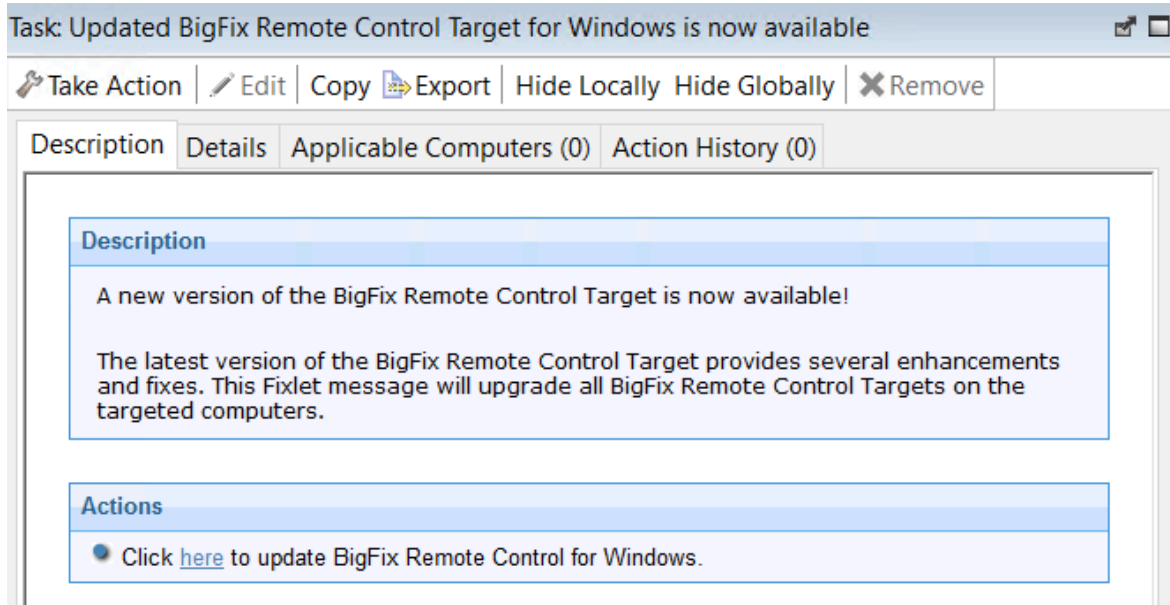 Task: Updated BigFix Remote Control Target for Windows is now available
Take Action Edit Copy Export Hide Locally Hide Globally Remove
Description Details Applicable Computers (0) Action History (0)
Description
A new version of the BigFix Remote Control Target is now available!
The latest version of the BigFix Remote Control Target provides several enhancements
and fixes. This Fixlet message will upgrade all BigFix Remote Control Targets on the
targeted computers.
Actions
Click here to update BigFix Remote Control for Windows.